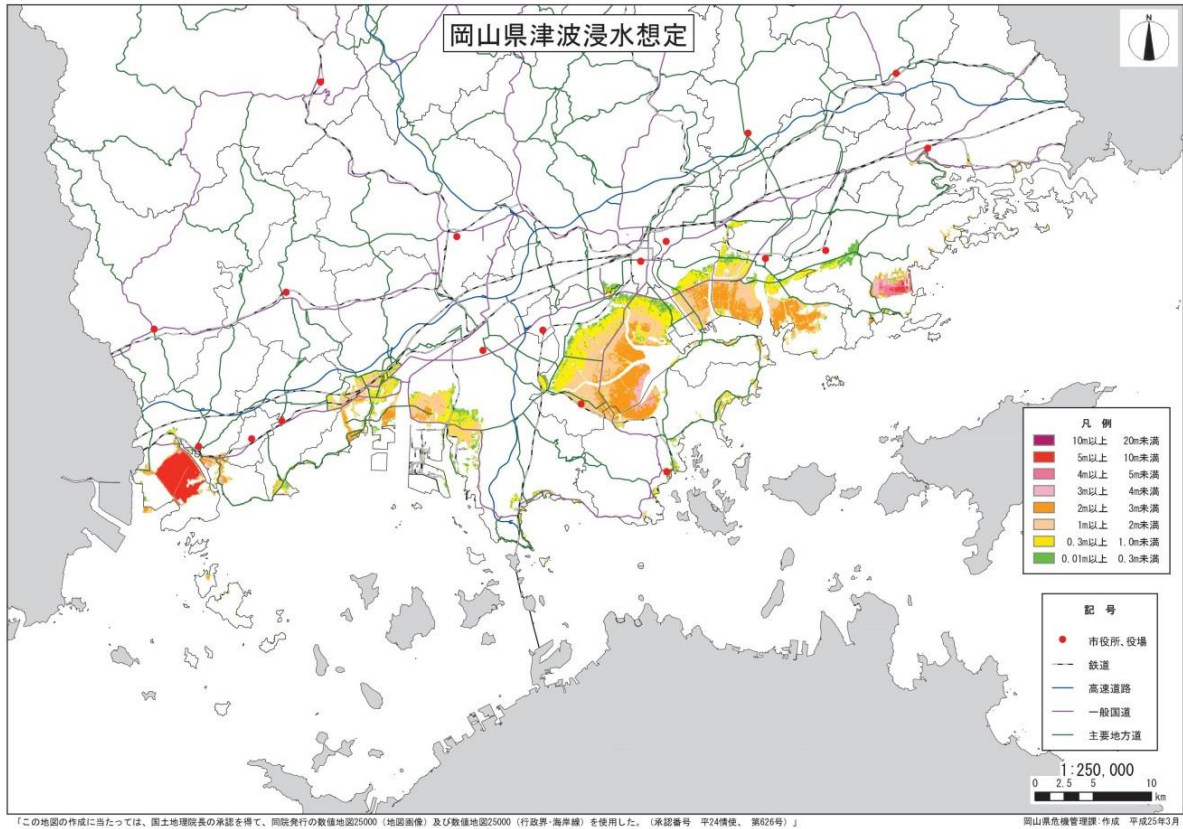 岡山県津波浸水想定
N
凡 例
10m以上 20m未満
5m以上 10m未満
4m以上 5m未満
3m以上 4m未満
2m以上 3m未満
1m以上 2m未満
0.3m以上 1.0m未満
0.01m以上 0.3m未満
記 号
市役所、役場
鉄道
高速道路
一般国道
主要地方道
1:250,000
0 2.5 5 10
km
「この地図の作成に当たっては、国土地理院長の承認を得て、同院発行の数値地図25000（地図画像）及び数値地図25000（行政界・海岸線）を使用した。（承認番号 平24情使、 第626号）」
岡山県危機管理課:作成 平成25年3月